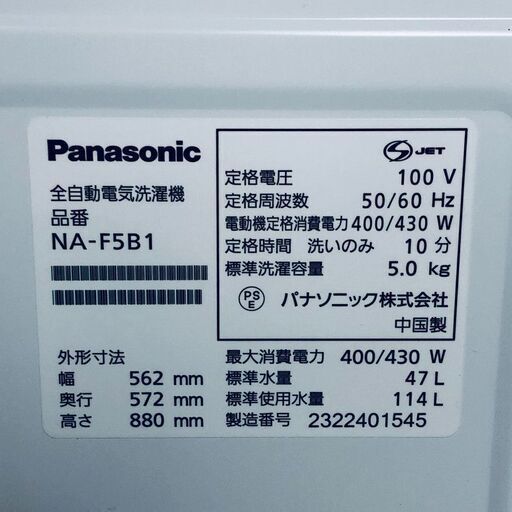 Panasonic
全自動電気洗濯機
品番
NA-F5B1
外形寸法
幅 562 mm
奥行 572 mm
高さ 880 mm
S JET
定格電圧 100 V
定格周波数 50/60 Hz
電動機定格消費電力 400/430 W
定格時間 洗いのみ 10 分
標準洗濯容量 5.0 kg
PS
E
パナソニック株式会社
中国製
最大消費電力 400/430 W
標準水量 47 L
標準使用水量 114 L
製造番号 2322401545